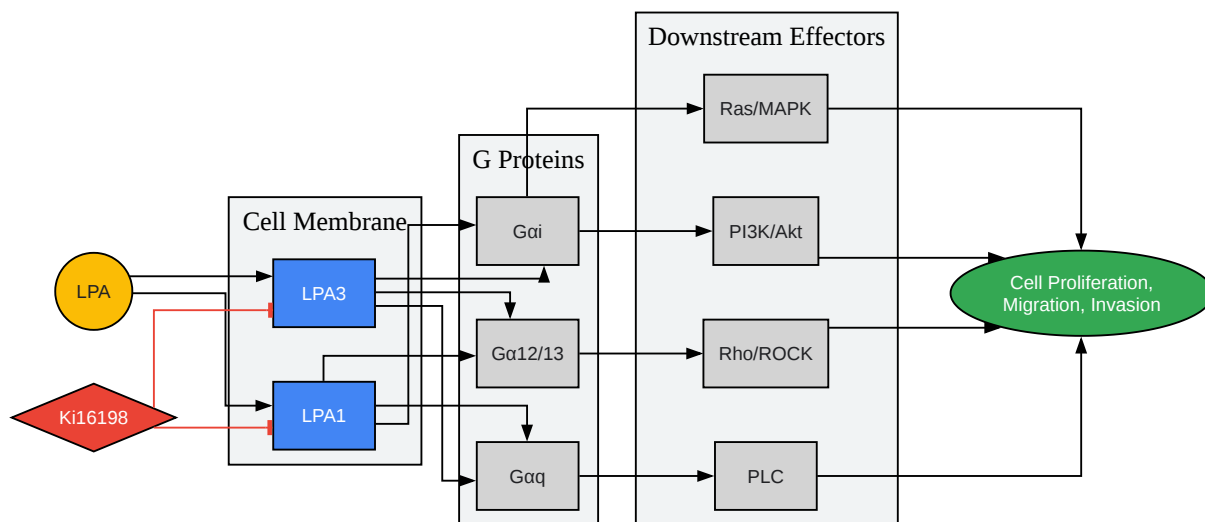 Downstream Effectors
Ras/MAPK
G Proteins
Cell Membrane
Gαi
PI3K/Akt
LPA
LPA3
Cell Proliferation,
Migration, Invasion
Gα12/13
Rho/ROCK
Ki16198
LPA1
Gαq
PLC